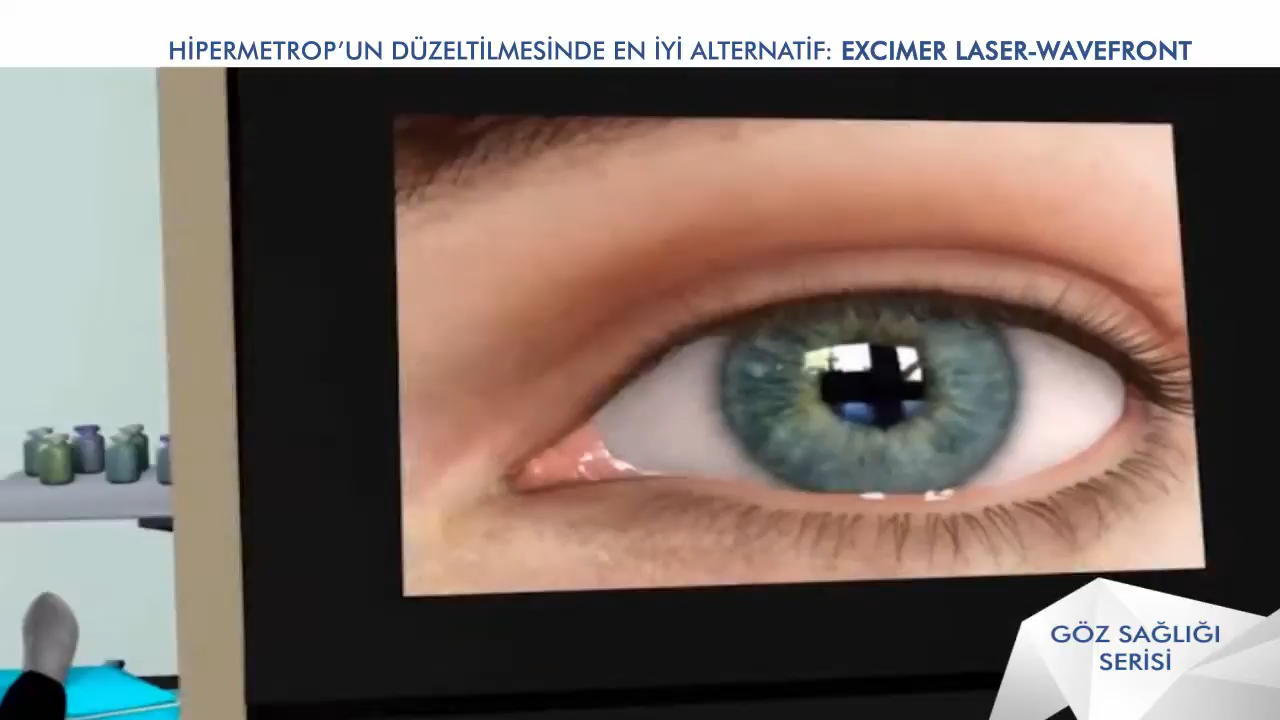 HİPERMETROP'UN DÜZELTİLMESİNDE EN İYİ ALTERNATİF: EXCIMER LASER-WAVEFRONT
GÖZ SAĞLIĞI
SERİSİ